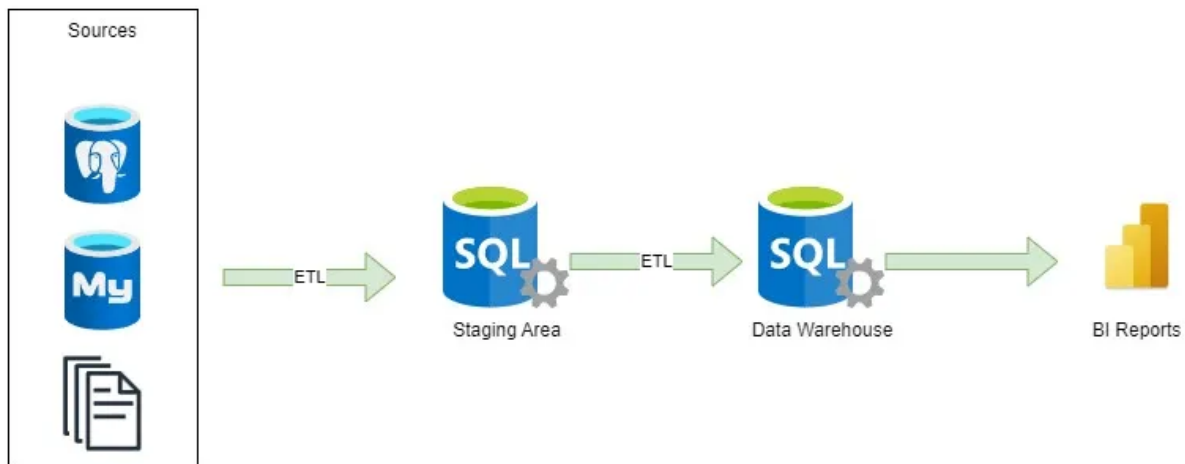 Sources
My
ETL
SQL
Staging Area
ETL
SQL
Data Warehouse
BI Reports